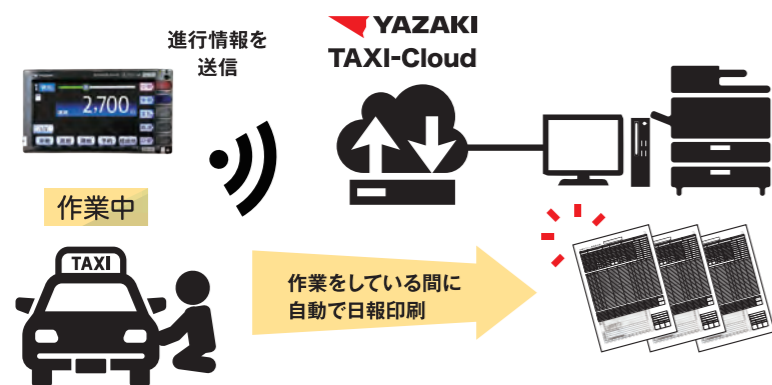 進行情報を
送信
YAZAKI
TAXI-Cloud
2,700
作業中
TAXI
作業をしている間に
自動で日報印刷